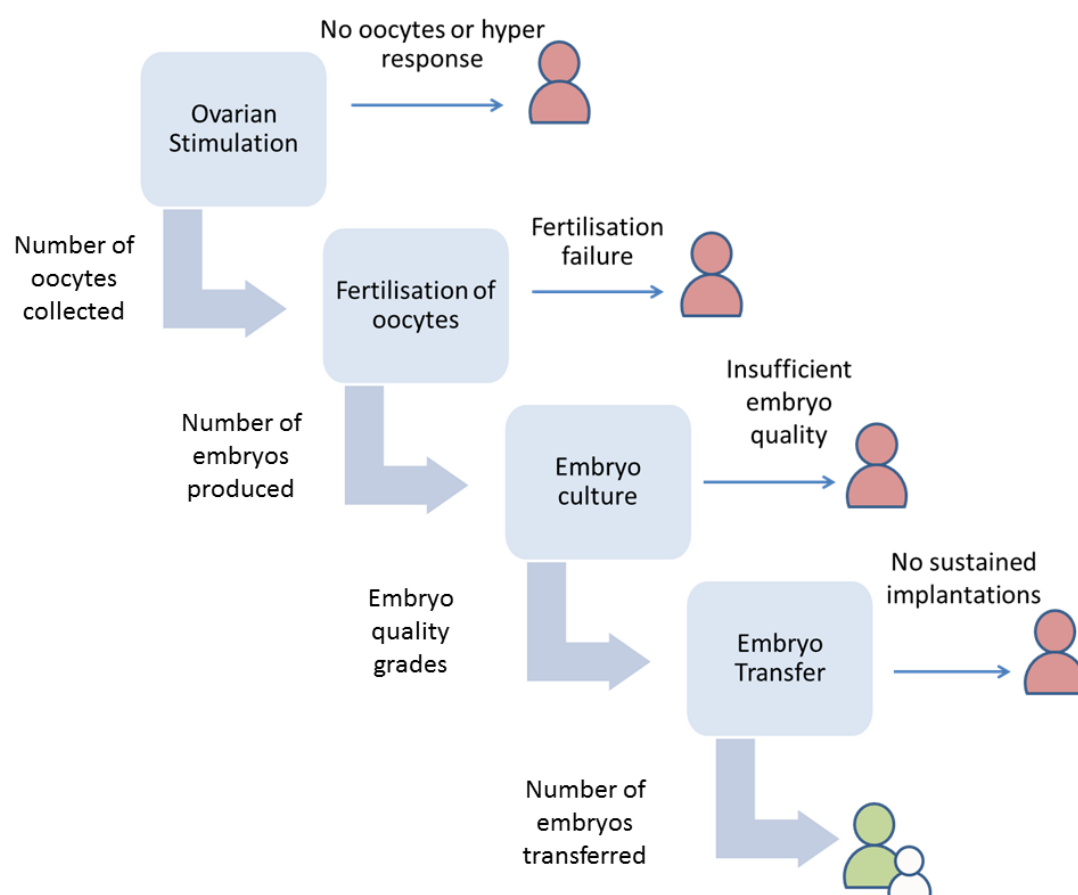 No oocytes or hyper
response
Ovarian
Stimulation
Number of
oocytes
collected
Fertilisation
failure
Fertilisation of
oocytes
Insufficient
embryo
quality
Number of
embryos
produced
Embryo
culture
No sustained
implantations
Embryo
quality
grades
Embryo
Transfer
Number of
embryos
transferred